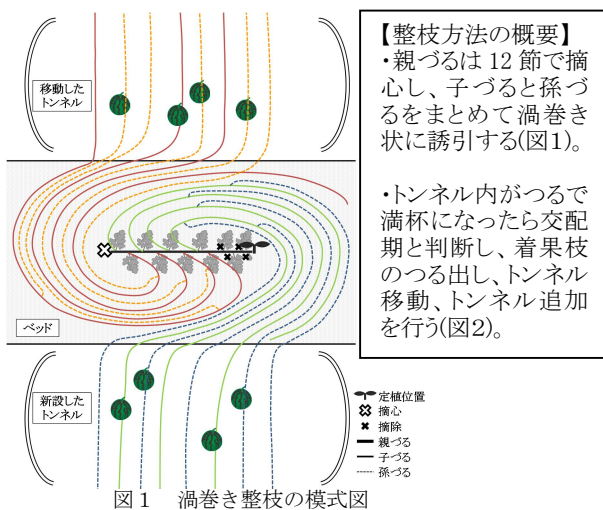 移動した
トンネル
ベッド
新設した
トンネル
定植位置
摘心
摘除
親づる
子づる
孫づる
図1 渦巻き整枝の模式図
【整枝方法の概要】
・親づるは 12 節で摘
心し、子づると孫づ
るをまとめて渦巻き
状に誘引する(図1)。
・トンネル内がつるで
満杯になったら交配
期と判断し、着果枝
のつる出し、トンネル
移動、トンネル追加
を行う(図2)。